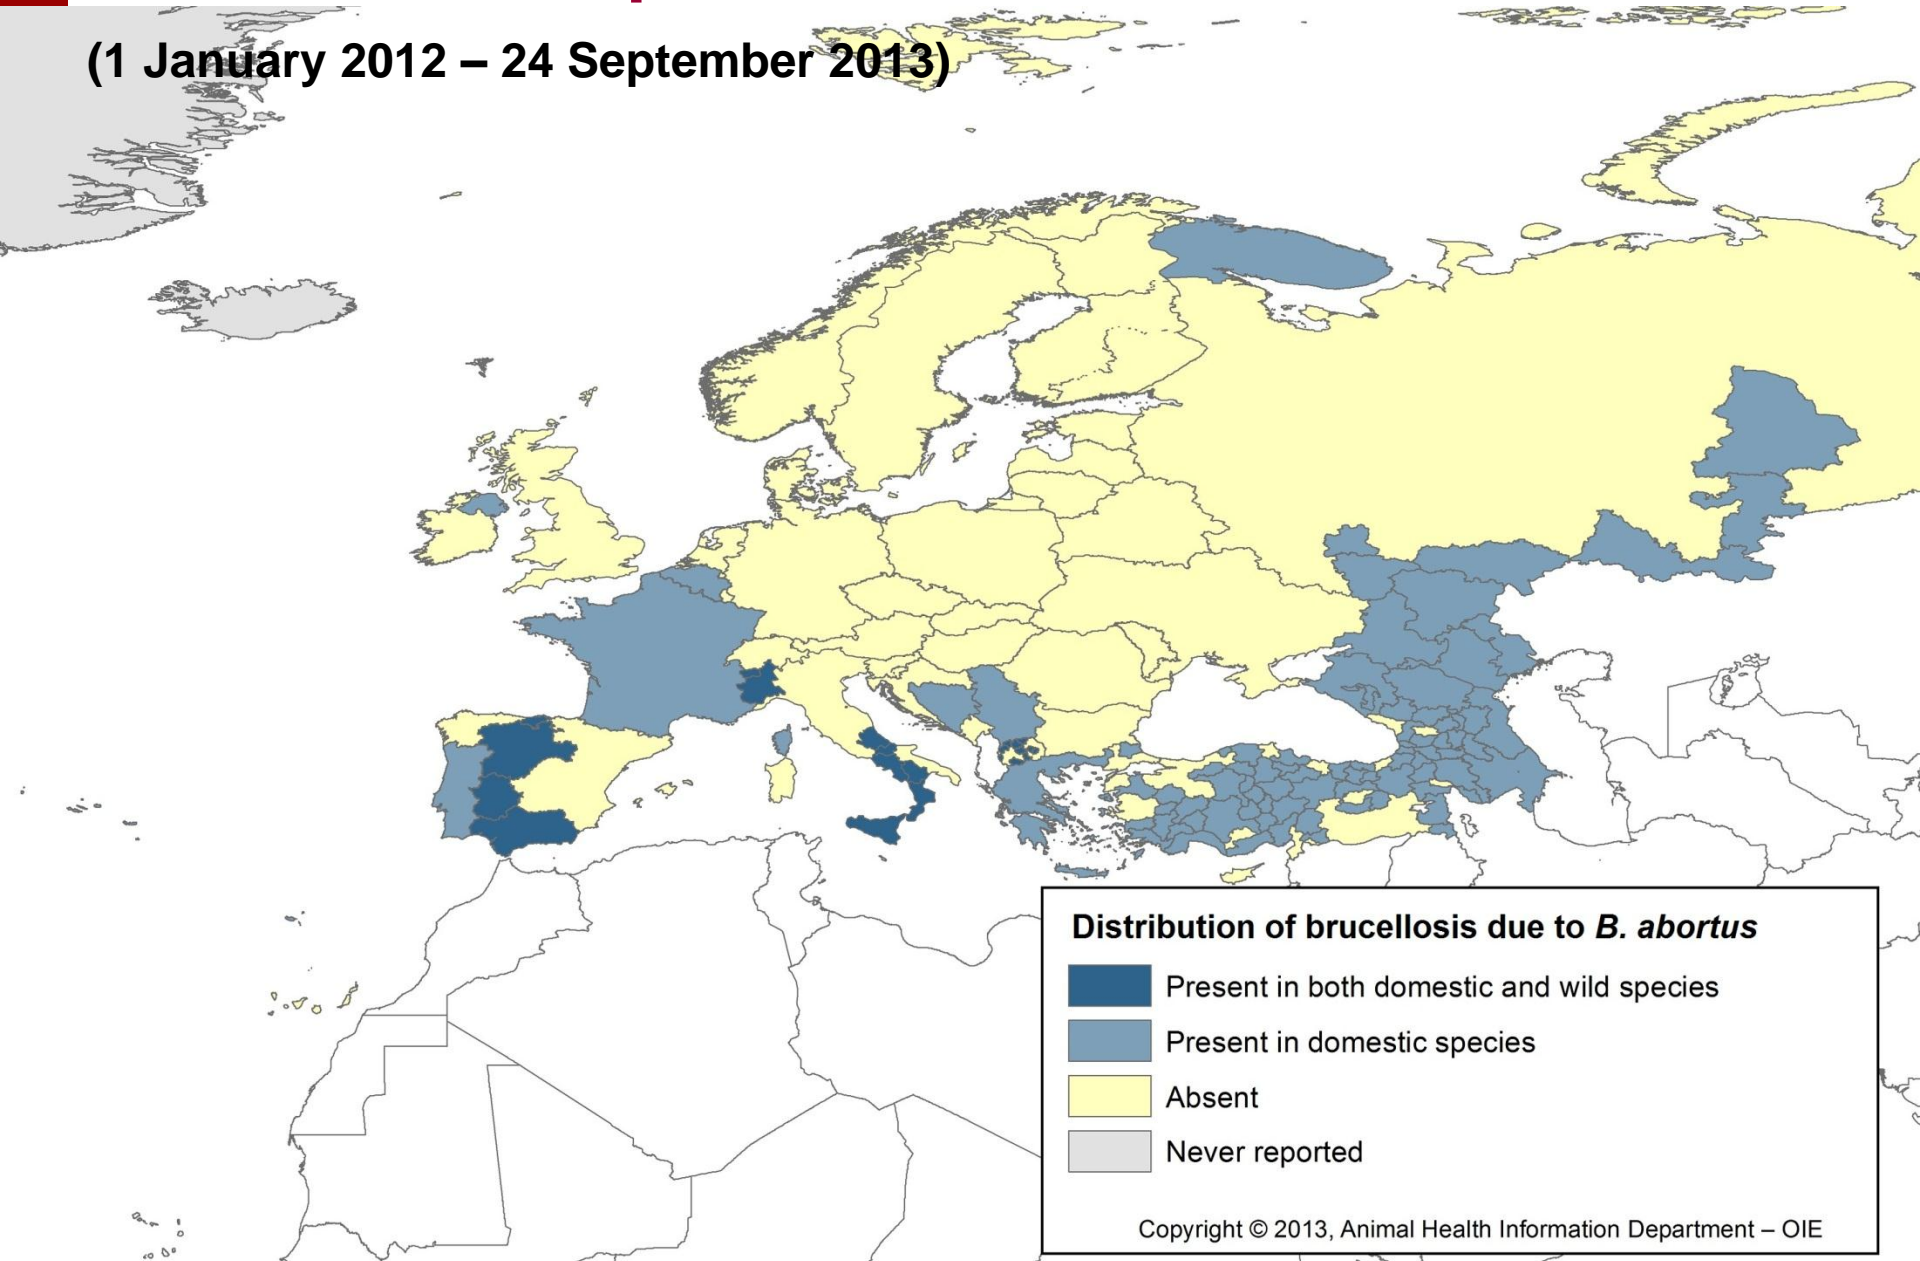 (1 January 2012 – 24 September 2013)
Distribution of brucellosis due to B. abortus
Present in both domestic and wild species
Present in domestic species
Absent
Never reported
Copyright © 2013, Animal Health Information Department – OIE